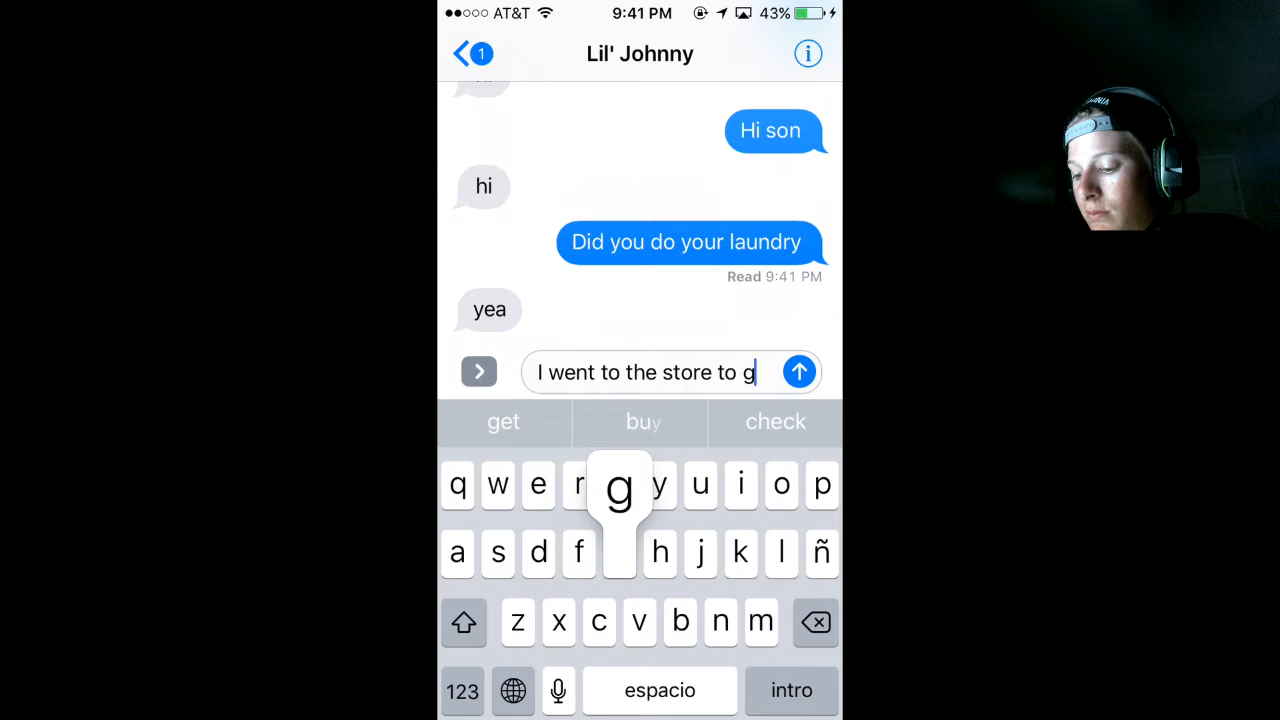 AT&T 9:41 PM 43%
1 Lil' Johnny i
Hi son
hi
Did you do your laundry
Read 9:41 PM
yea
I went to the store to g
get buy check
q w e r g y u i o p
a s d f h j k l ñ
z x c v b n m
123 espacio intro